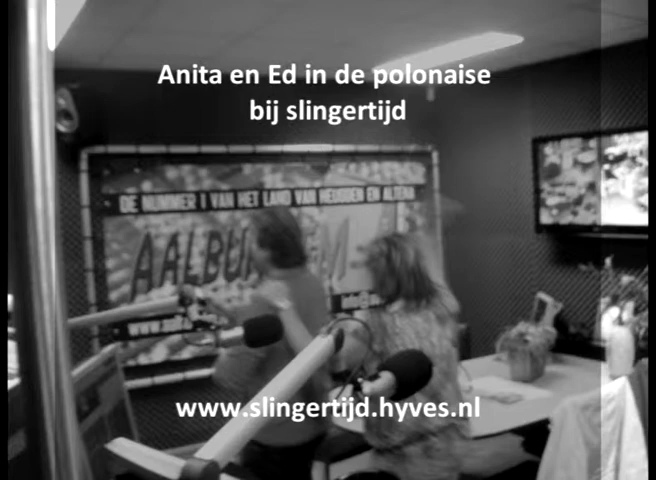 Anita en Ed in de polonaise
bij slingertijd
DE NUMMER 1 VAN HET LAND VAN HEUSDEN EN ALTENA
www.slingertijd.hyves.nl